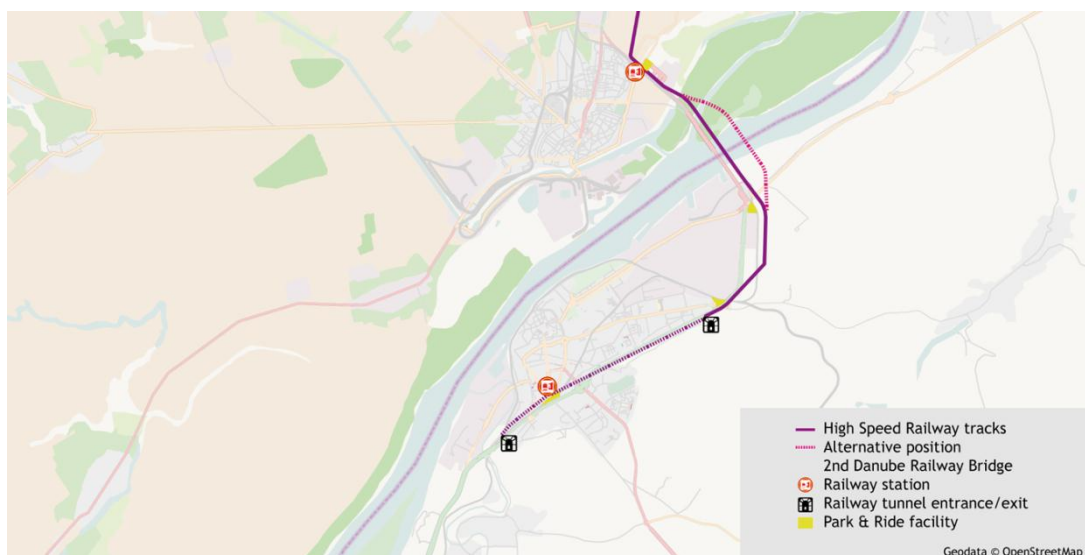 High Speed Railway tracks
Alternative position
2nd Danube Railway Bridge
Railway station
Railway tunnel entrance/exit
Park & Ride facility
Geodata © OpenStreetMap